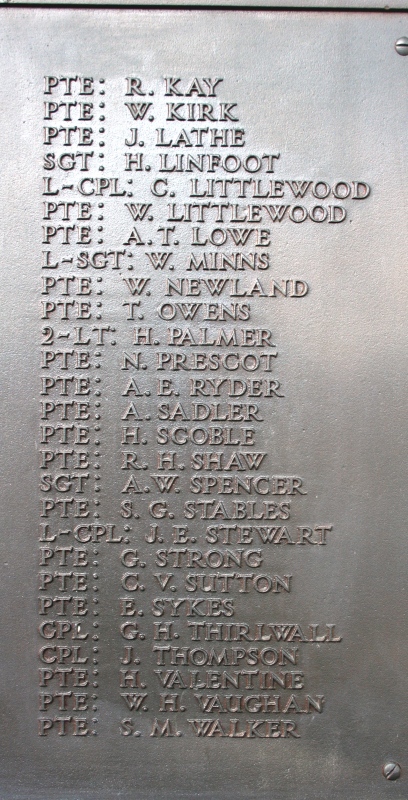 PTE: R. KAY
PTE: W. KIRK
PTE: J. LATHE
SGT: H. LINFOOT
L-CPL: C. LITTLEWOOD
PTE: W. LITTLEWOOD
PTE: A.T. LOWE
L-SGT: W. MINNS
PTE: W. NEWLAND
PTE: T. OWENS
2-LT: H. PALMER
PTE: N. PRESCOT
PTE: A.E. RYDER
PTE: A. SADLER
PTE: H. SCOBLE
PTE: R. H. SHAW
SGT: A.W. SPENCER
PTE: S. G. STABLES
L-CPL: J. E. STEWART
PTE: G. STRONG
PTE: C. V. SUTTON
PTE: E. SYKES
CPL: G. H. THIRLWALL
CPL: J. THOMPSON
PTE: H. VALENTINE
PTE: W. H. VAUGHAN
PTE: S. M. WALKER